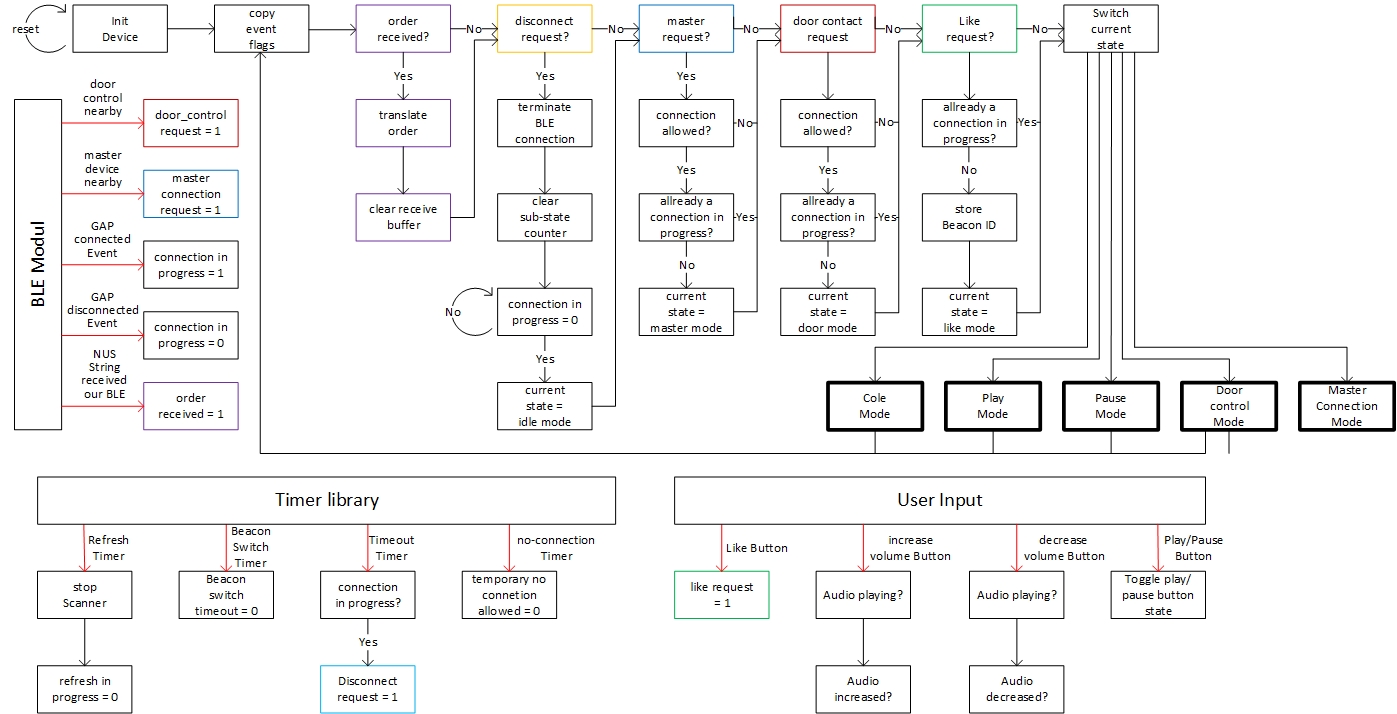 reset
Init
Device
copy
event
flags
order
received?
No
disconnect
request?
No
master
request?
No
door contact
request
No
Like
request?
No
Switch
current
state
Yes
translate
order
clear receive
buffer
Yes
terminate
BLE
connection
clear
sub-state
counter
connection in
progress = 0
No
Yes
current
state =
idle mode
Yes
connection
allowed?
No
Yes
allready a
connection in
progress?
Yes
No
current
state =
master mode
connection
allowed?
No
Yes
allready a
connection in
progress?
Yes
No
current
state =
door mode
allready a
connection in
progress?
Yes
No
store
Beacon ID
current
state =
like mode
BLE Modul
door
control
nearby
door_control
request = 1
master
device
nearby
master
connection
request = 1
GAP
connected
Event
connection in
progress = 1
GAP
disconnected
Event
connection in
progress = 0
NUS
String
received
our BLE
order
received = 1
Cole
Mode
Play
Mode
Pause
Mode
Door
control
Mode
Master
Connection
Mode
Timer library
Refresh
Timer
stop
Scanner
refresh in
progress = 0
Beacon
Switch
Timer
Beacon
switch
timeout = 0
Timeout
Timer
connection
in progress?
Yes
Disconnect
request = 1
no-connection
Timer
temporary no
connetion
allowed = 0
User Input
Like Button
like request
= 1
increase
volume Button
Audio playing?
Audio
increased?
decrease
volume Button
Audio playing?
Audio
decreased?
Play/Pause
Button
Toggle play/
pause button
state